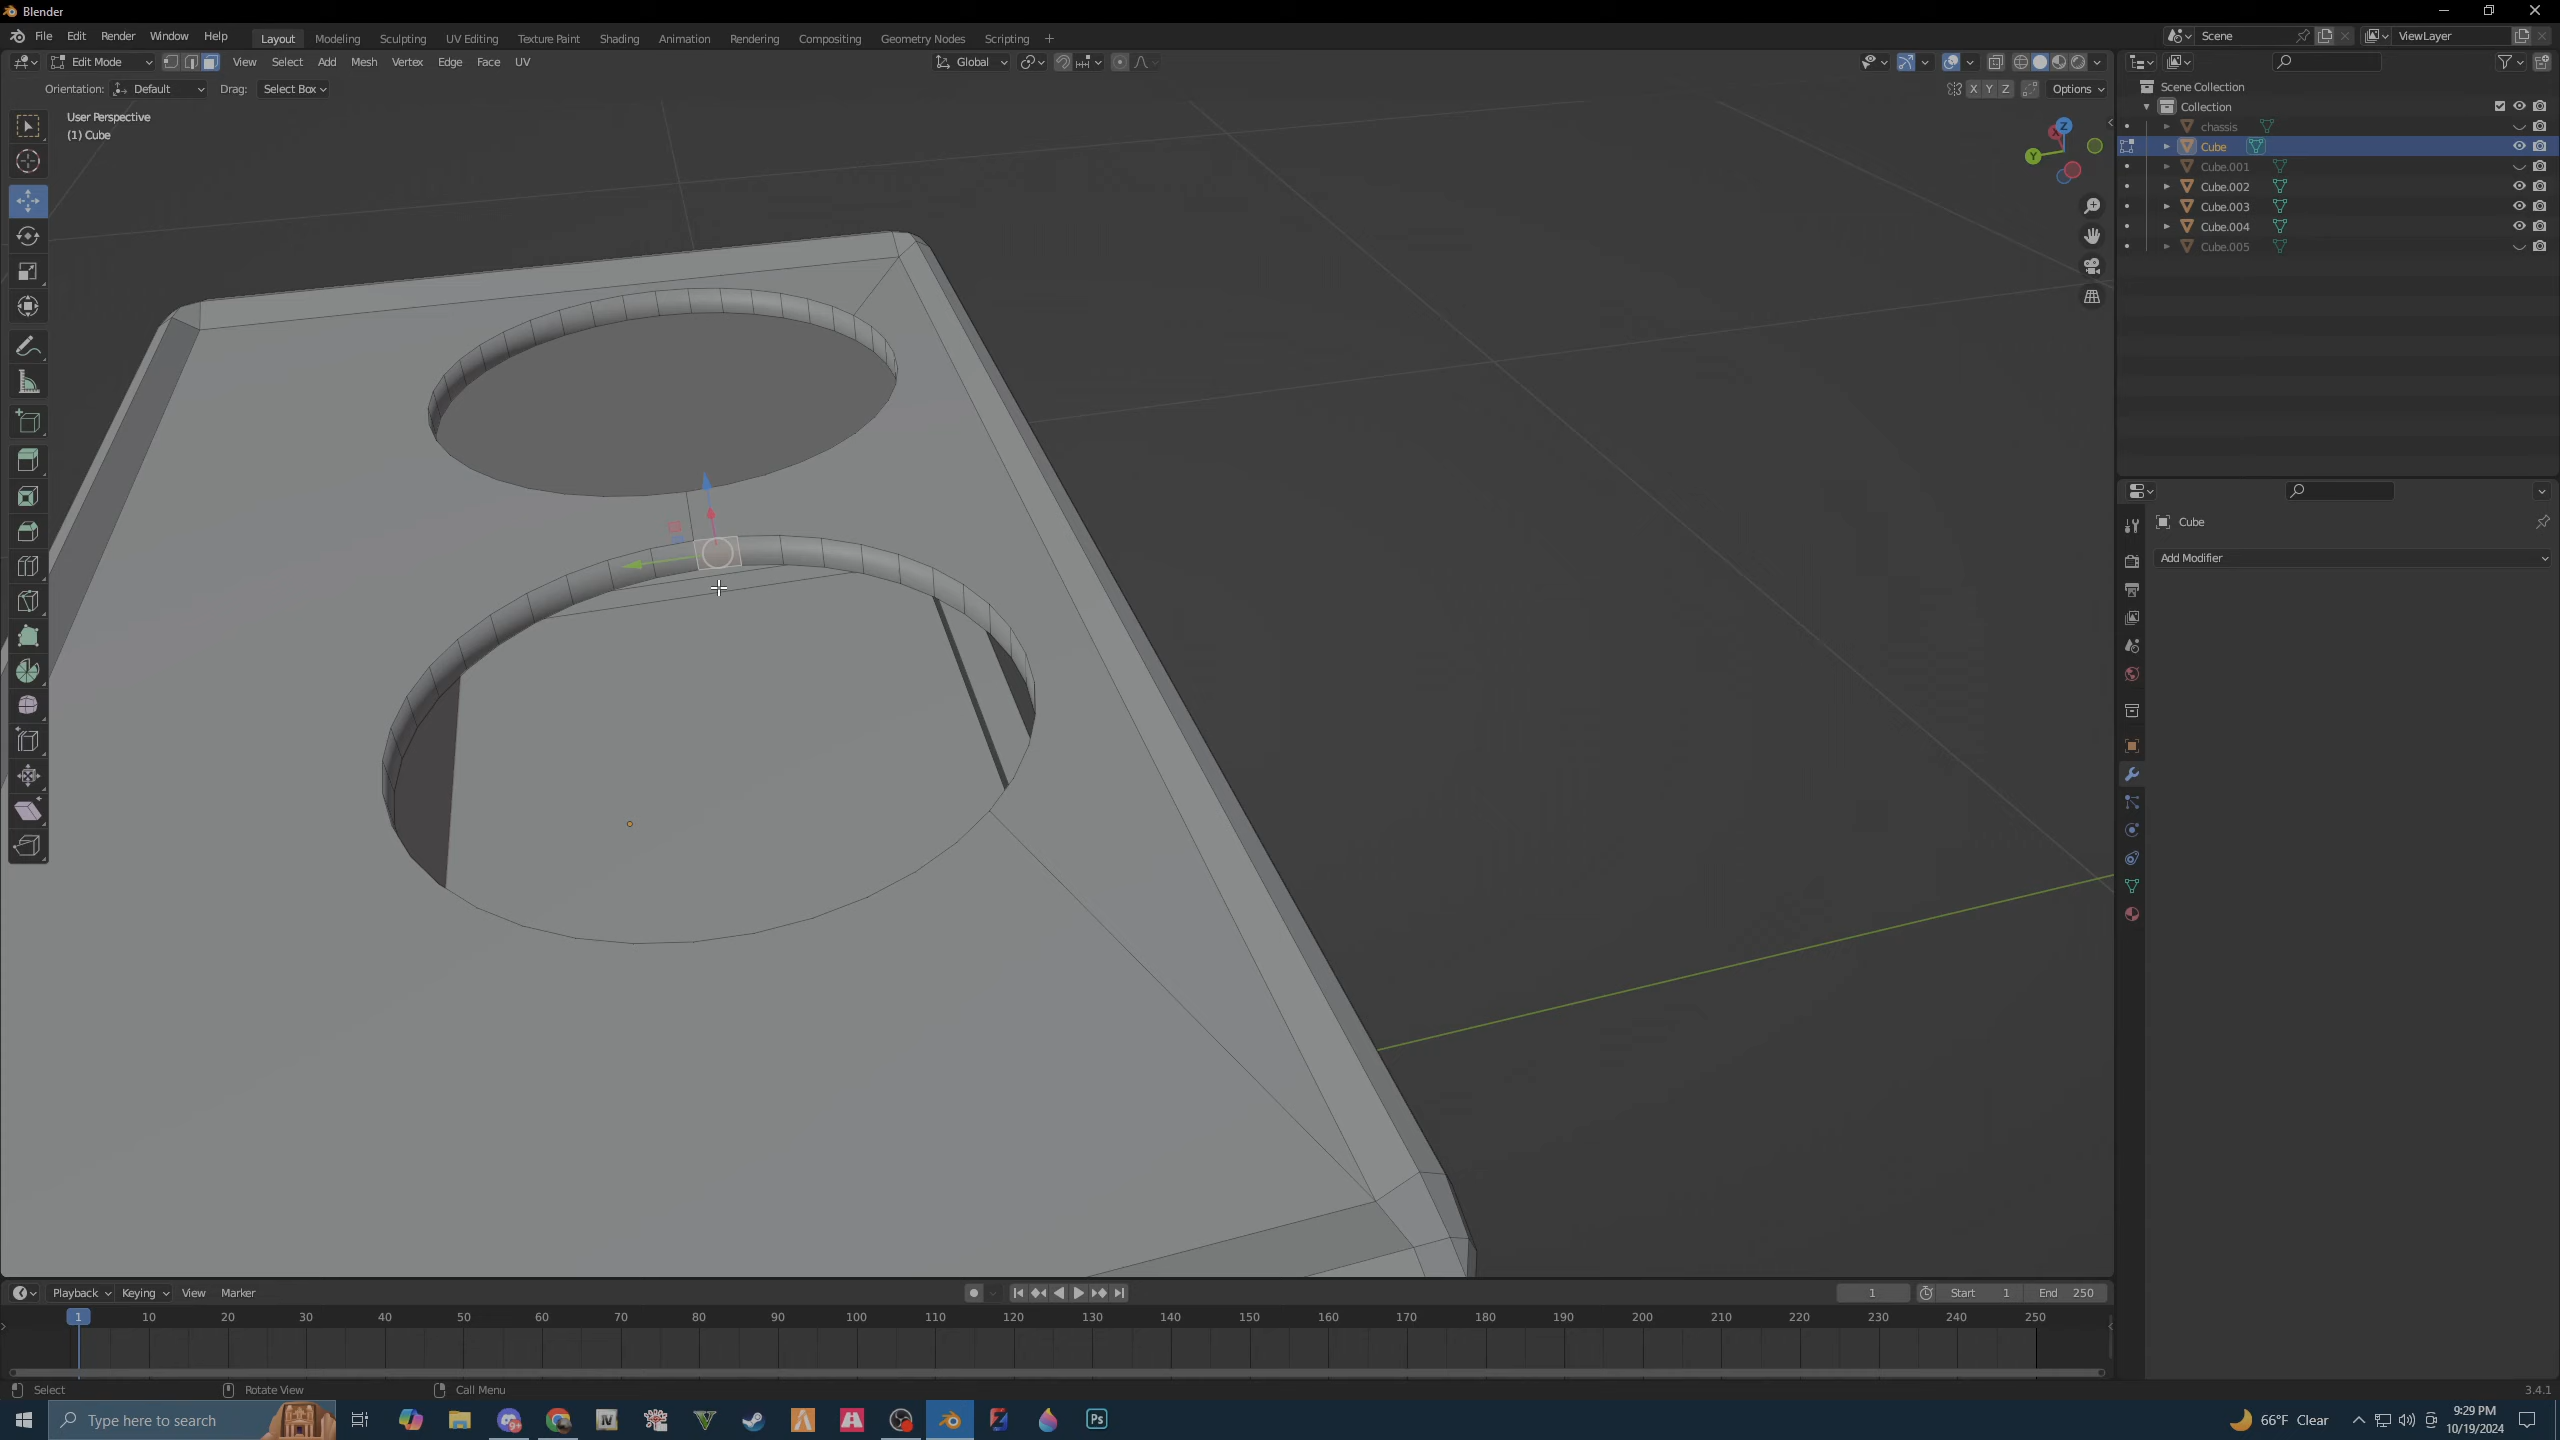 Blender
File Edit Render Window Help
Layout Modeling Sculpting UV Editing Texture Paint Shading Animation Rendering Compositing Geometry Nodes Scripting +
Scene
ViewLayer
Edit Mode View Select Add Mesh Vertex Edge Face UV
Global
Orientation: Default Drag: Select Box
X Y Z Options
User Perspective
(1) Cube
Z
X
Y
Scene Collection
Collection
chassis
Cube
Cube.001
Cube.002
Cube.003
Cube.004
Cube.005
Cube
Add Modifier
Playback Keying View Marker
1 Start 1 End 250
1 10 20 30 40 50 60 70 80 90 100 110 120 130 140 150 160 170 180 190 200 210 220 230 240 250
Select Rotate View Call Menu
3.4.1
Type here to search
9+
Ps
66°F Clear
9:29 PM
10/19/2024